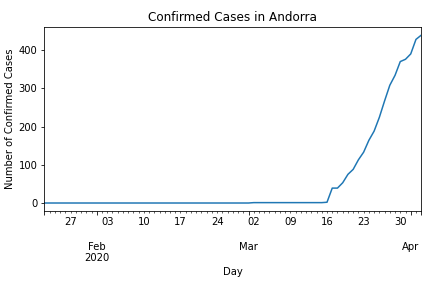 Confirmed Cases in Andorra
Number of Confirmed Cases
400
300
200
100
0
27 03 10 17 24 02 09 16 23 30
Feb Mar Apr
2020
Day